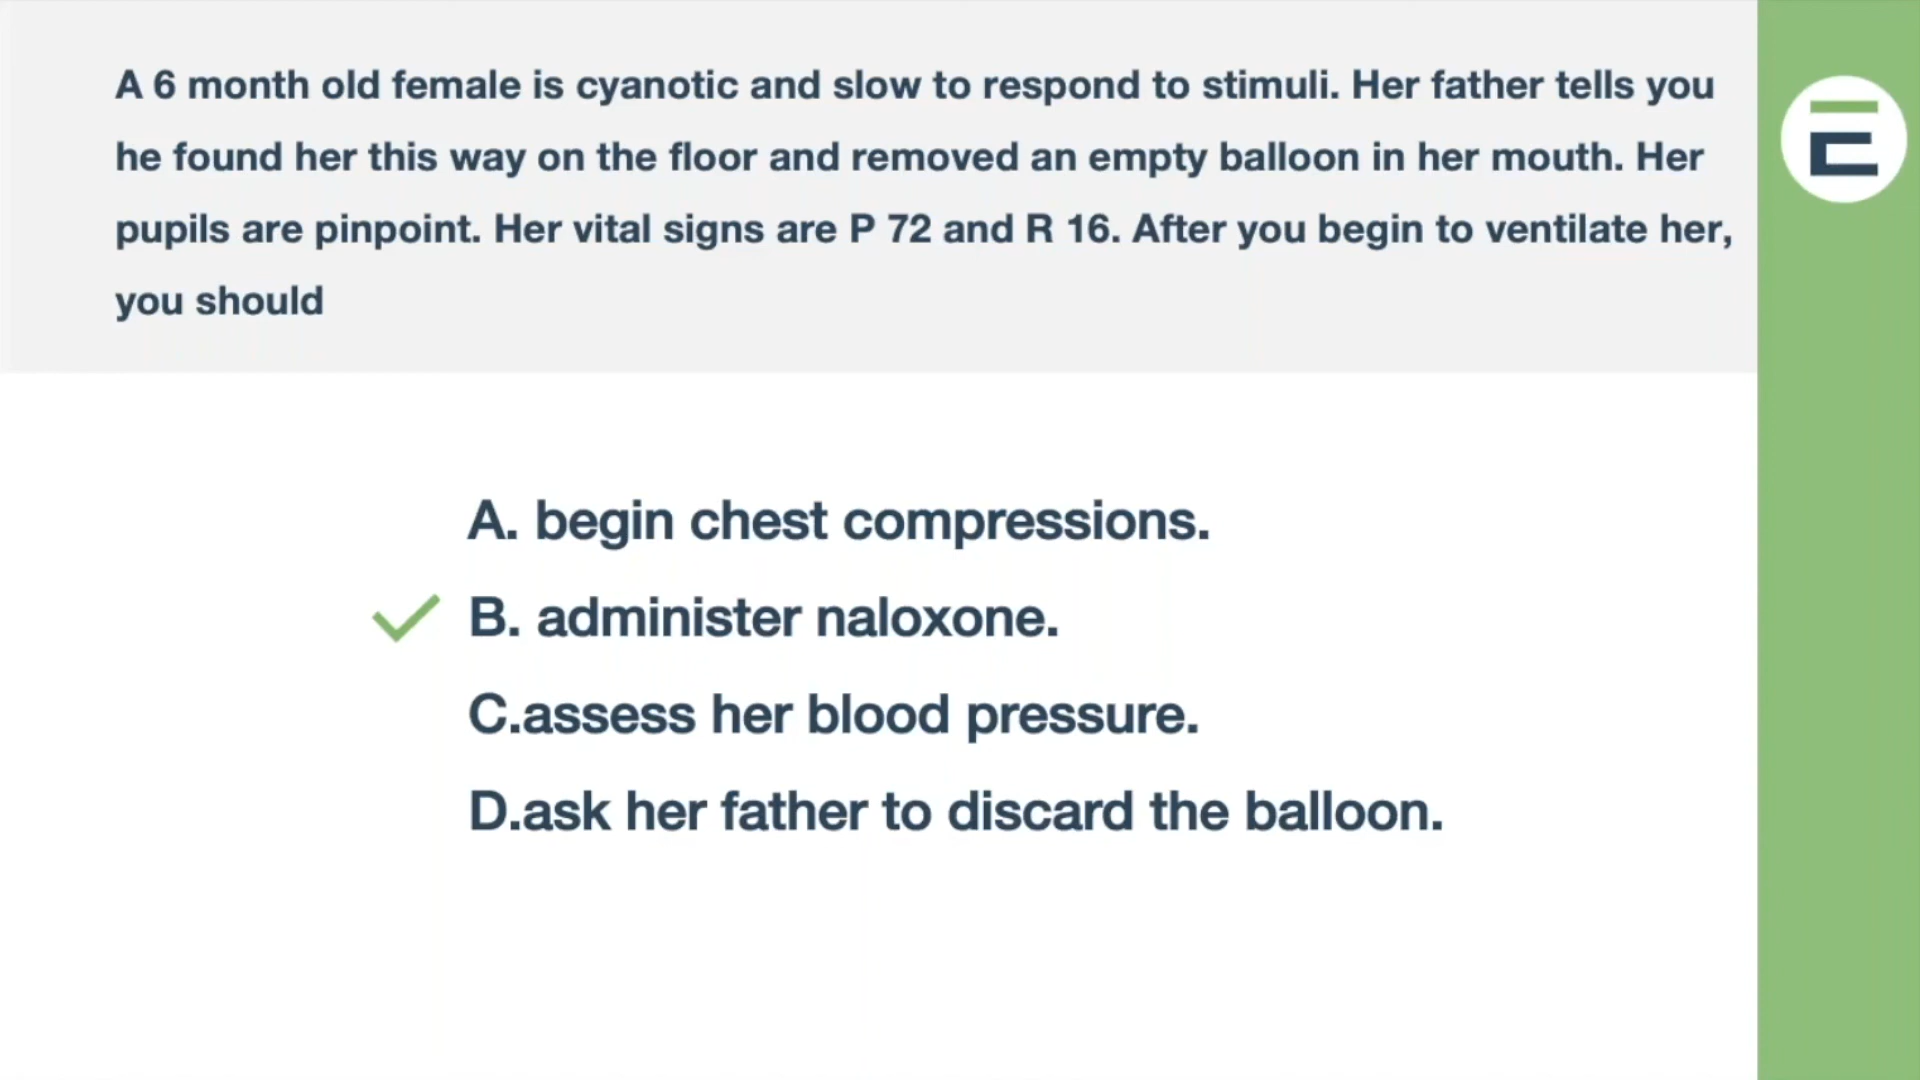 A 6 month old female is cyanotic and slow to respond to stimuli. Her father tells you
he found her this way on the floor and removed an empty balloon in her mouth. Her
pupils are pinpoint. Her vital signs are P 72 and R 16. After you begin to ventilate her,
you should
A. begin chest compressions.
B. administer naloxone.
C.assess her blood pressure.
D.ask her father to discard the balloon.